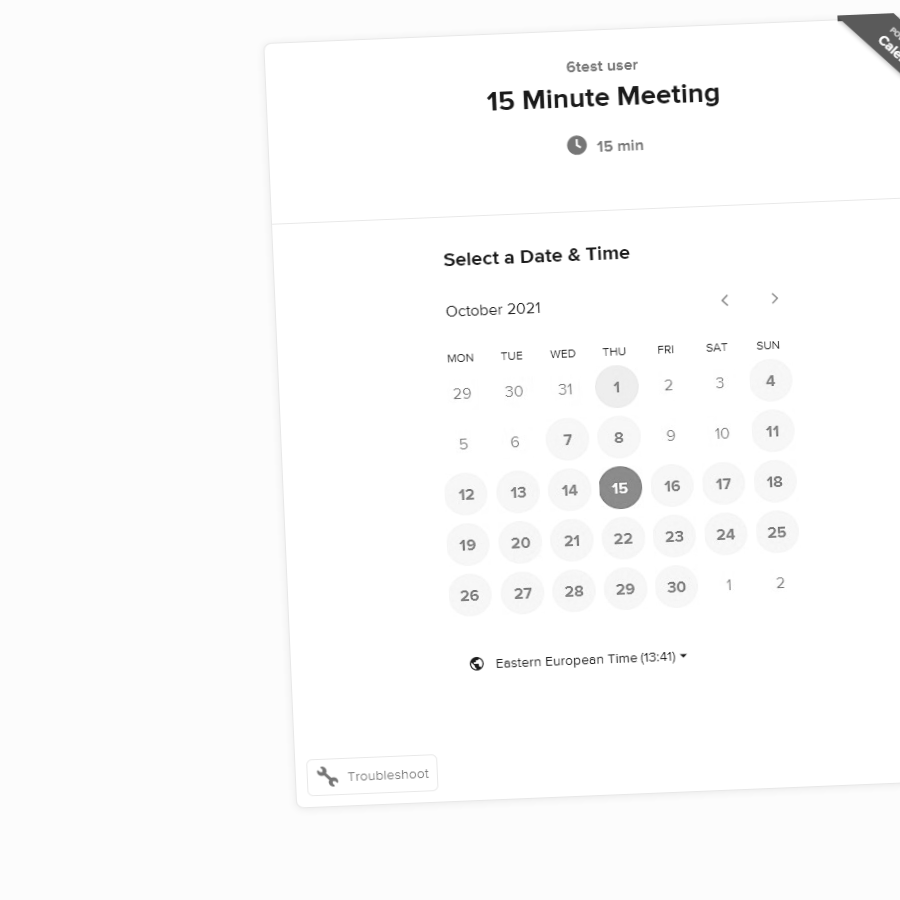 6test user
15 Minute Meeting
15 min
Select a Date & Time
October 2021
MON TUE WED THU FRI SAT SUN
29 30 31 1 2 3 4
5 6 7 8 9 10 11
12 13 14 15 16 17 18
19 20 21 22 23 24 25
26 27 28 29 30 1 2
Eastern European Time (13:41)
Troubleshoot